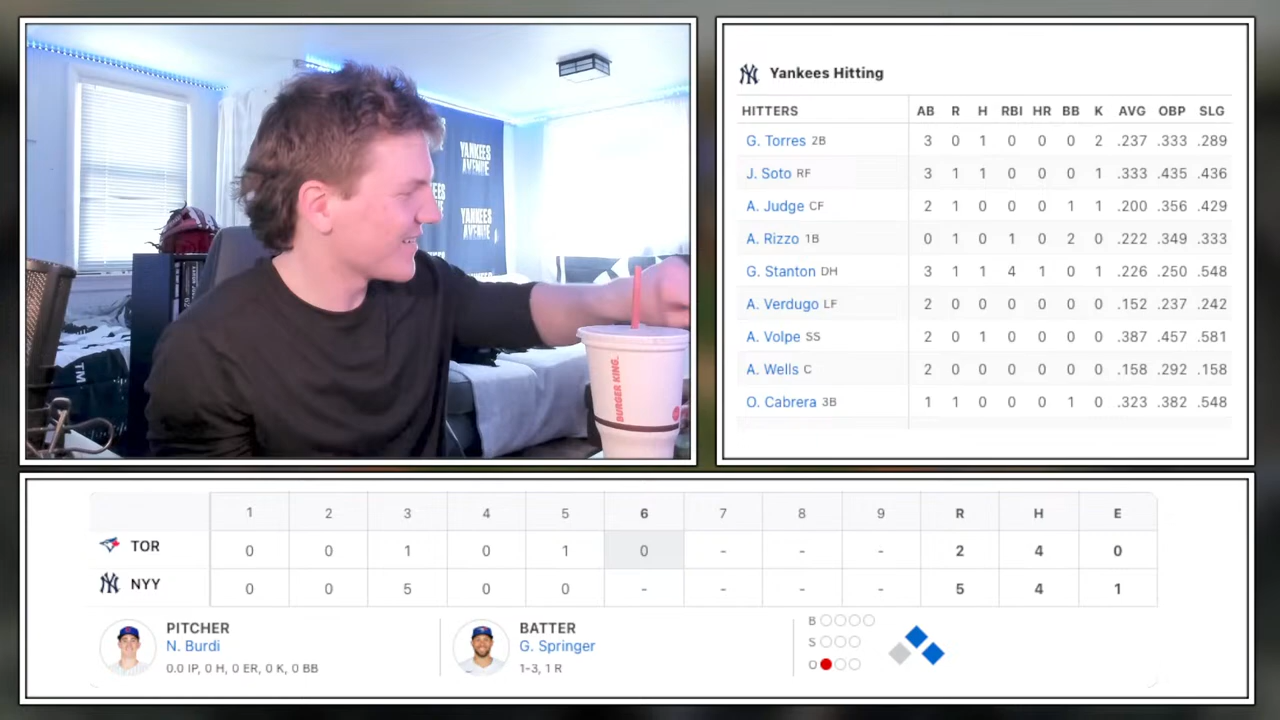 YANKEES
AVENUE
YANKEES
AVENUE
TM
BURGER KING
Yankees Hitting
HITTERS AB R H RBI HR BB K AVG OBP SLG
G. Torres 2B 3 1 1 0 0 0 2 .237 .333 .289
J. Soto RF 3 1 1 0 0 0 1 .333 .435 .436
A. Judge CF 2 1 0 0 0 1 1 .200 .356 .429
A. Rizzo 1B 0 0 0 1 0 2 0 .222 .349 .333
G. Stanton DH 3 1 1 4 1 0 1 .226 .250 .548
A. Verdugo LF 2 0 0 0 0 0 0 .152 .237 .242
A. Volpe SS 2 0 1 0 0 0 0 .387 .457 .581
A. Wells C 2 0 0 0 0 0 0 .158 .292 .158
O. Cabrera 3B 1 1 0 0 0 1 0 .323 .382 .548
1 2 3 4 5 6 7 8 9 R H E
TOR 0 0 1 0 1 0 - - - 2 4 0
NYY 0 0 5 0 0 - - - - 5 4 1
PITCHER
N. Burdi
0.0 IP, 0 H, 0 ER, 0 K, 0 BB
BATTER
G. Springer
1-3, 1 R
B
S
O